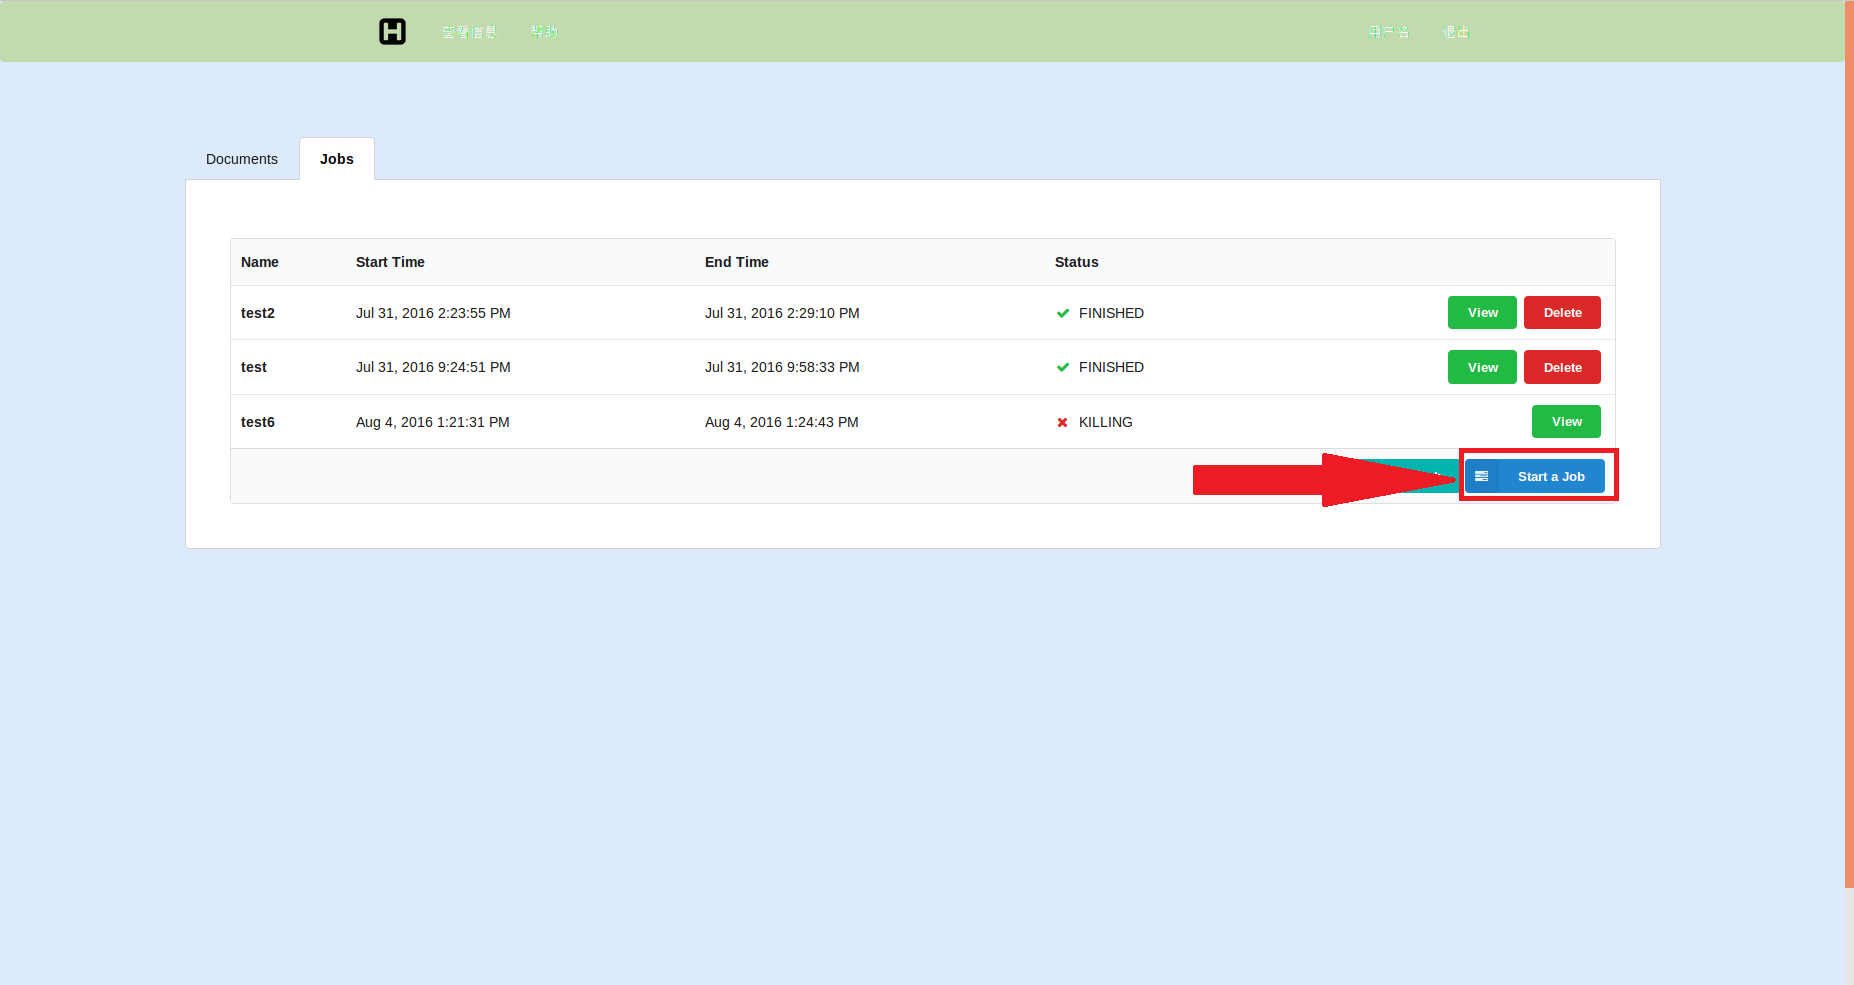 H 查看信息 帮助 用户名 退出
Documents Jobs
Name Start Time End Time Status
test2 Jul 31, 2016 2:23:55 PM Jul 31, 2016 2:29:10 PM FINISHED View Delete
test Jul 31, 2016 9:24:51 PM Jul 31, 2016 9:58:33 PM FINISHED View Delete
test6 Aug 4, 2016 1:21:31 PM Aug 4, 2016 1:24:43 PM KILLING View
Start a Job